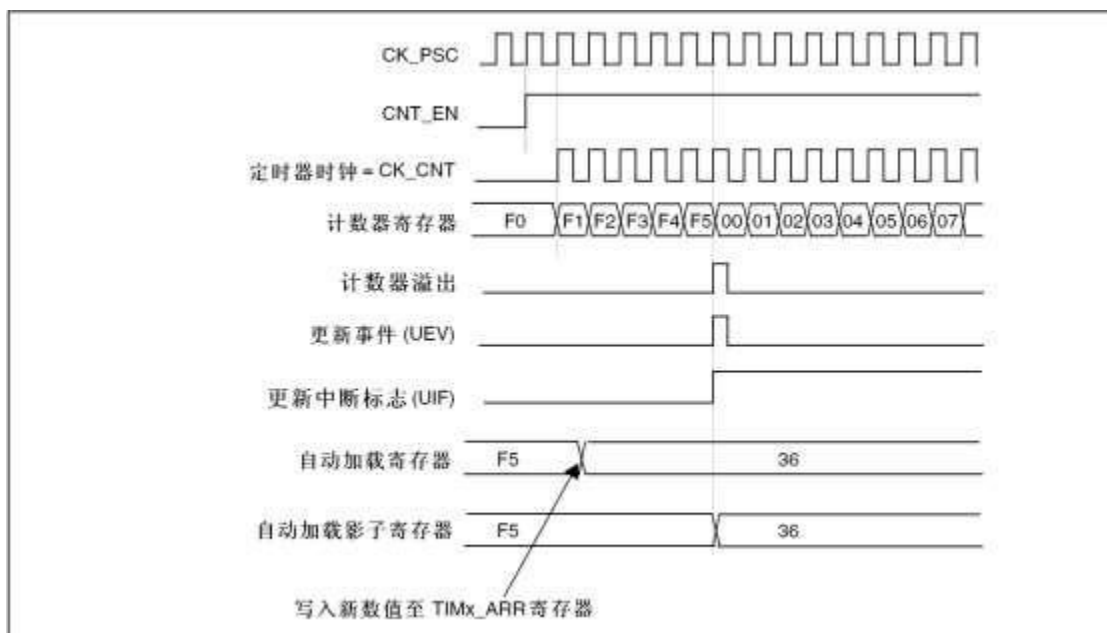 CK_PSC
CNT_EN
定时器时钟 = CK_CNT
计数器寄存器 F0 F1 F2 F3 F4 F5 00 01 02 03 04 05 06 07
计数器溢出
更新事件 (UEV)
更新中断标志 (UIF)
自动加载寄存器 F5 36
自动加载影子寄存器 F5 36
写入新数值至 TIMx_ARR 寄存器